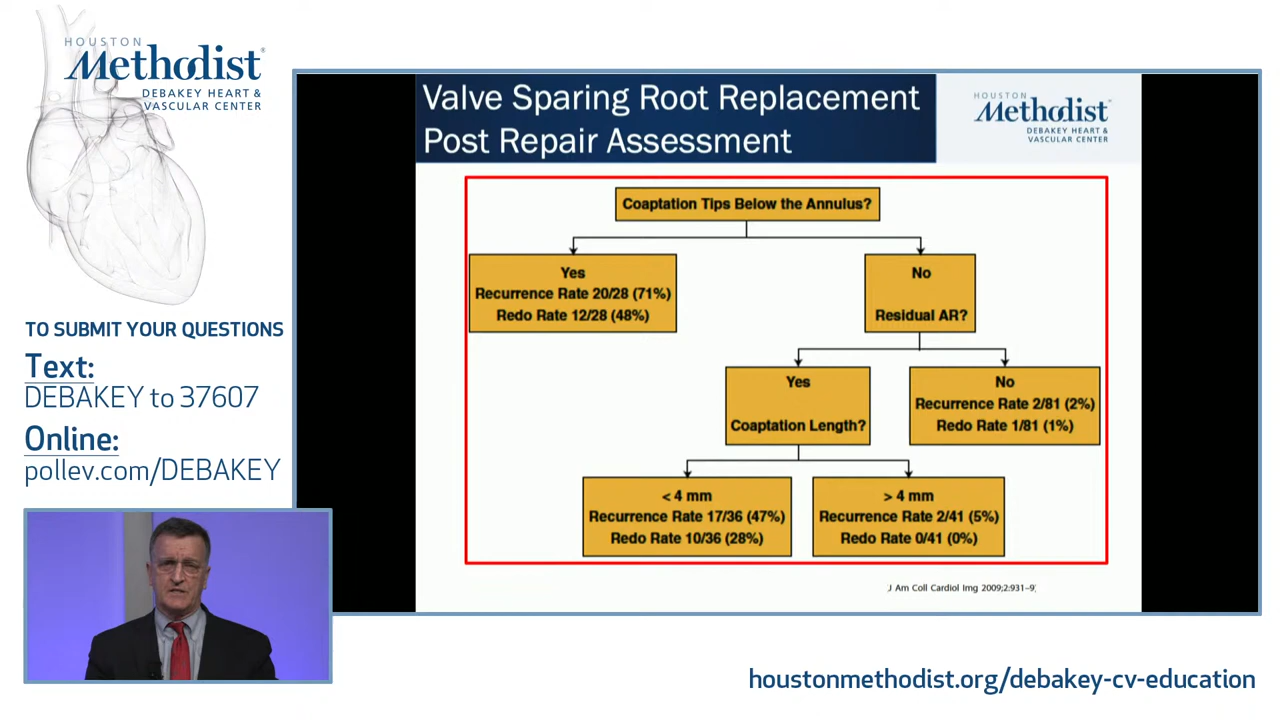 HOUSTON
Methodist®
DEBAKEY HEART &
VASCULAR CENTER
TO SUBMIT YOUR QUESTIONS
Text:
DEBAKEY to 37607
Online:
pollev.com/DEBAKEY
Valve Sparing Root Replacement
Post Repair Assessment
HOUSTON
Methodist
DEBAKEY HEART &
VASCULAR CENTER
Coaptation Tips Below the Annulus?
Yes
Recurrence Rate 20/28 (71%)
Redo Rate 12/28 (48%)
No
Residual AR?
Yes
Coaptation Length?
No
Recurrence Rate 2/81 (2%)
Redo Rate 1/81 (1%)
< 4 mm
Recurrence Rate 17/36 (47%)
Redo Rate 10/36 (28%)
> 4 mm
Recurrence Rate 2/41 (5%)
Redo Rate 0/41 (0%)
J Am Coll Cardiol Img 2009;2:931–9
houstonmethodist.org/debakey-cv-education